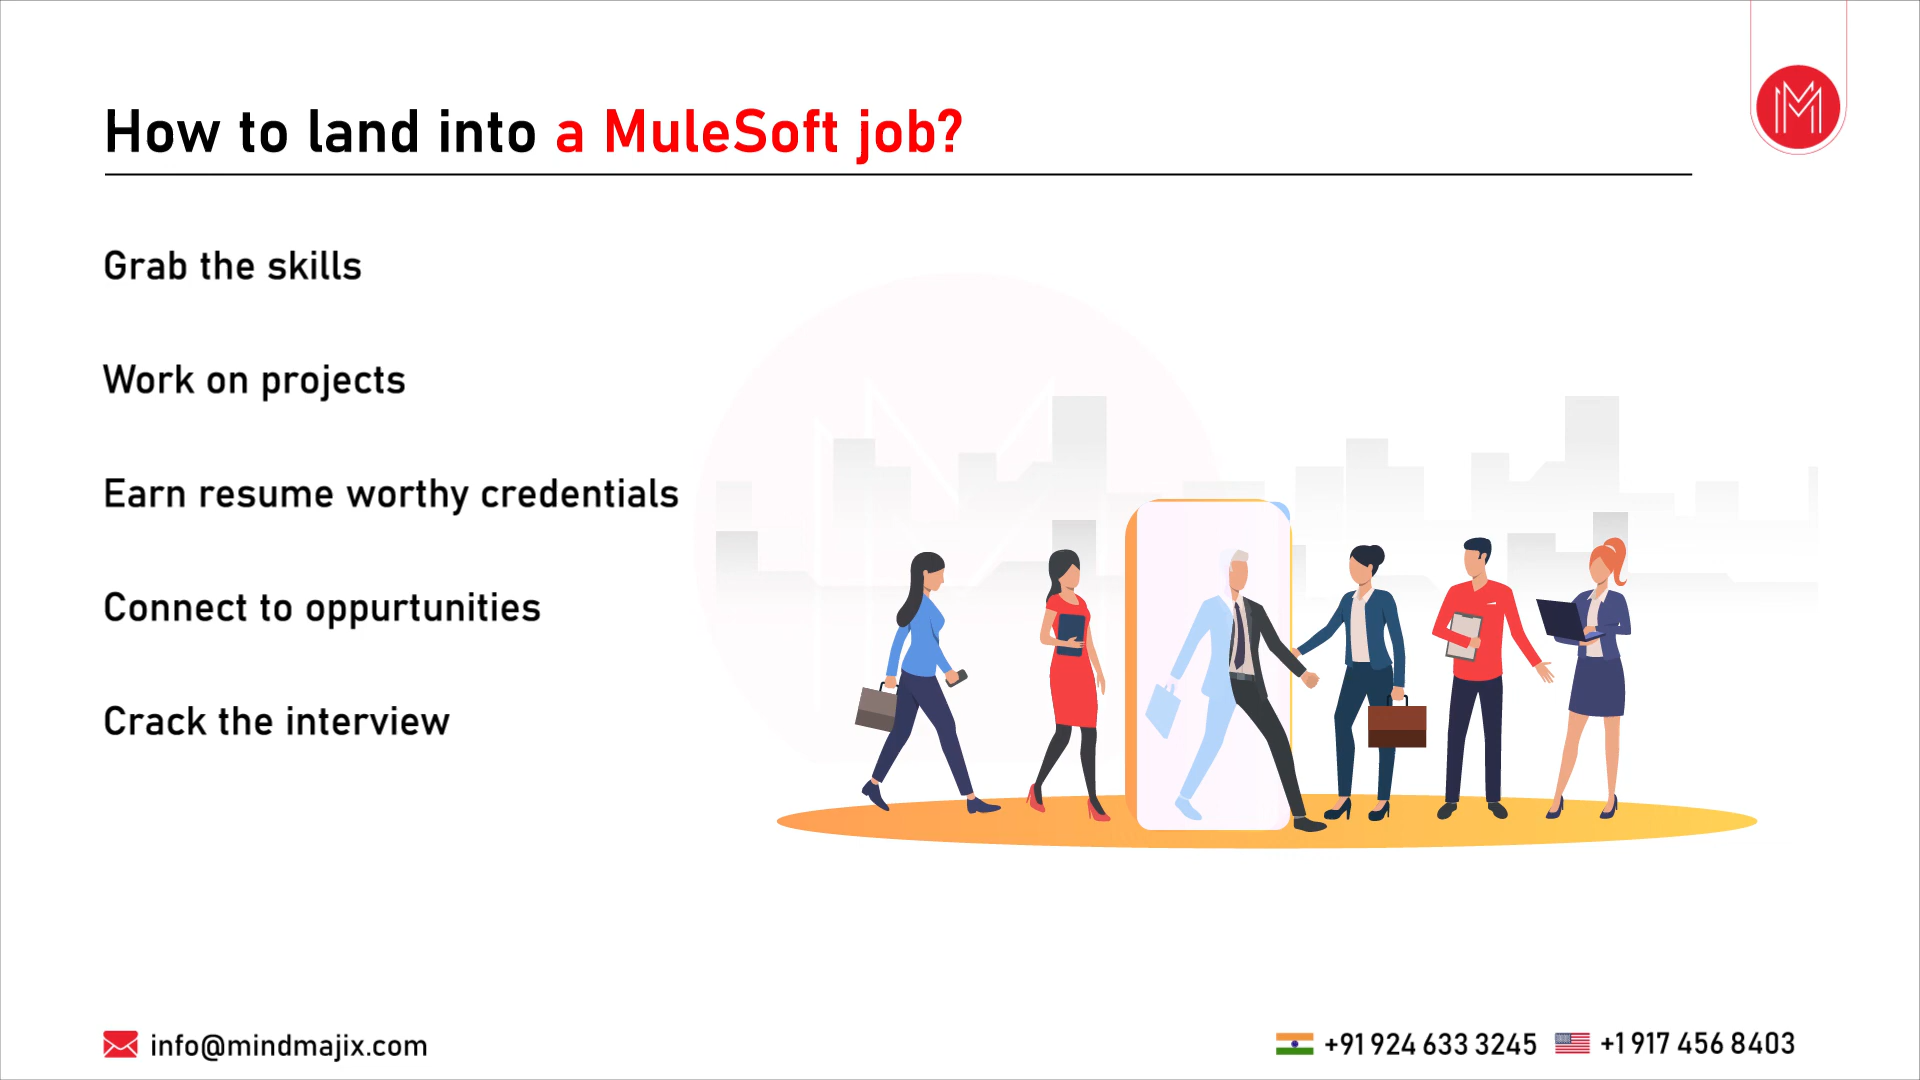 How to land into a MuleSoft job?
Grab the skills
Work on projects
Earn resume worthy credentials
Connect to oppurtunities
Crack the interview
info@mindmajix.com
+91 924 633 3245
+1 917 456 8403